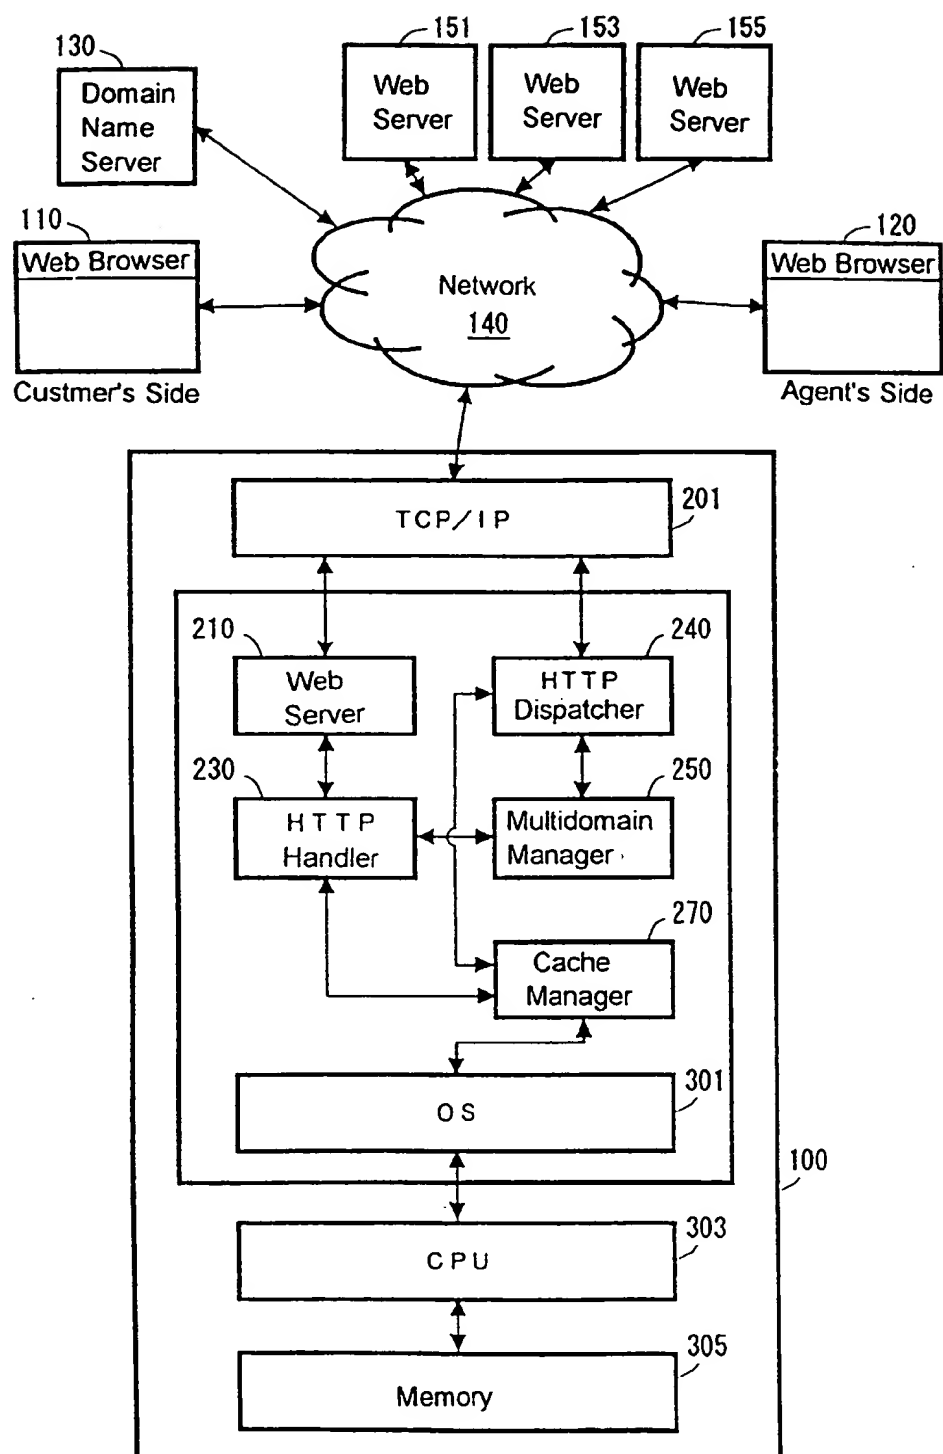 130
Domain
Name
Server
151
Web
Server
153
Web
Server
155
Web
Server
110
Web Browser
Custmer's Side
Network
140
120
Web Browser
Agent's Side
TCP/IP
201
210
Web
Server
240
HTTP
Dispatcher
230
HTTP
Handler
250
Multidomain
Manager
270
Cache
Manager
OS
301
100
CPU
303
Memory
305